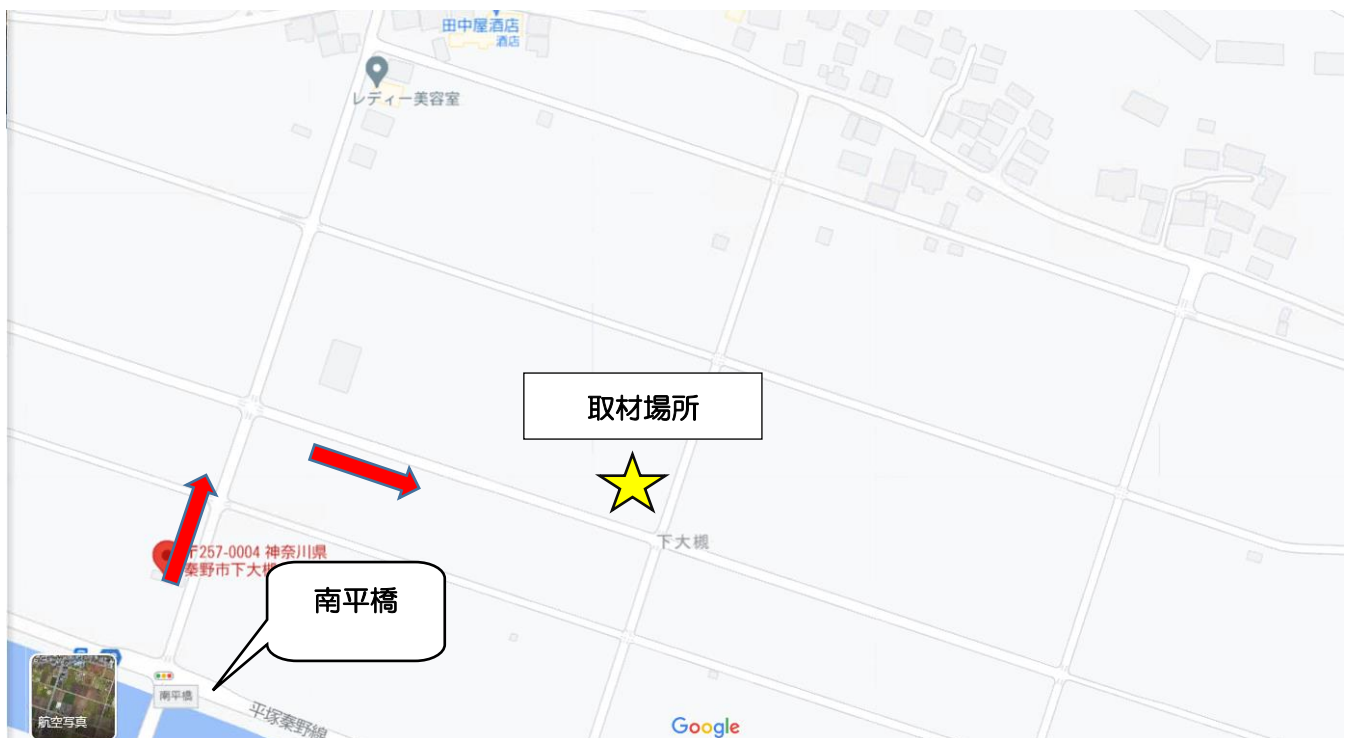 田中屋酒店
酒店
レディー美容室
取材場所
下大槻
〒257-0004 神奈川県
秦野市下大
南平橋
南平橋
平塚秦野線
航空写真
Google